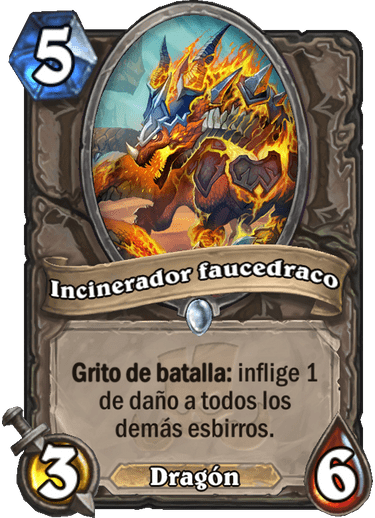 5
Incinerador faucedraco
Grito de batalla: inflige 1
de daño a todos los
demás esbirros.
3
Dragón
6